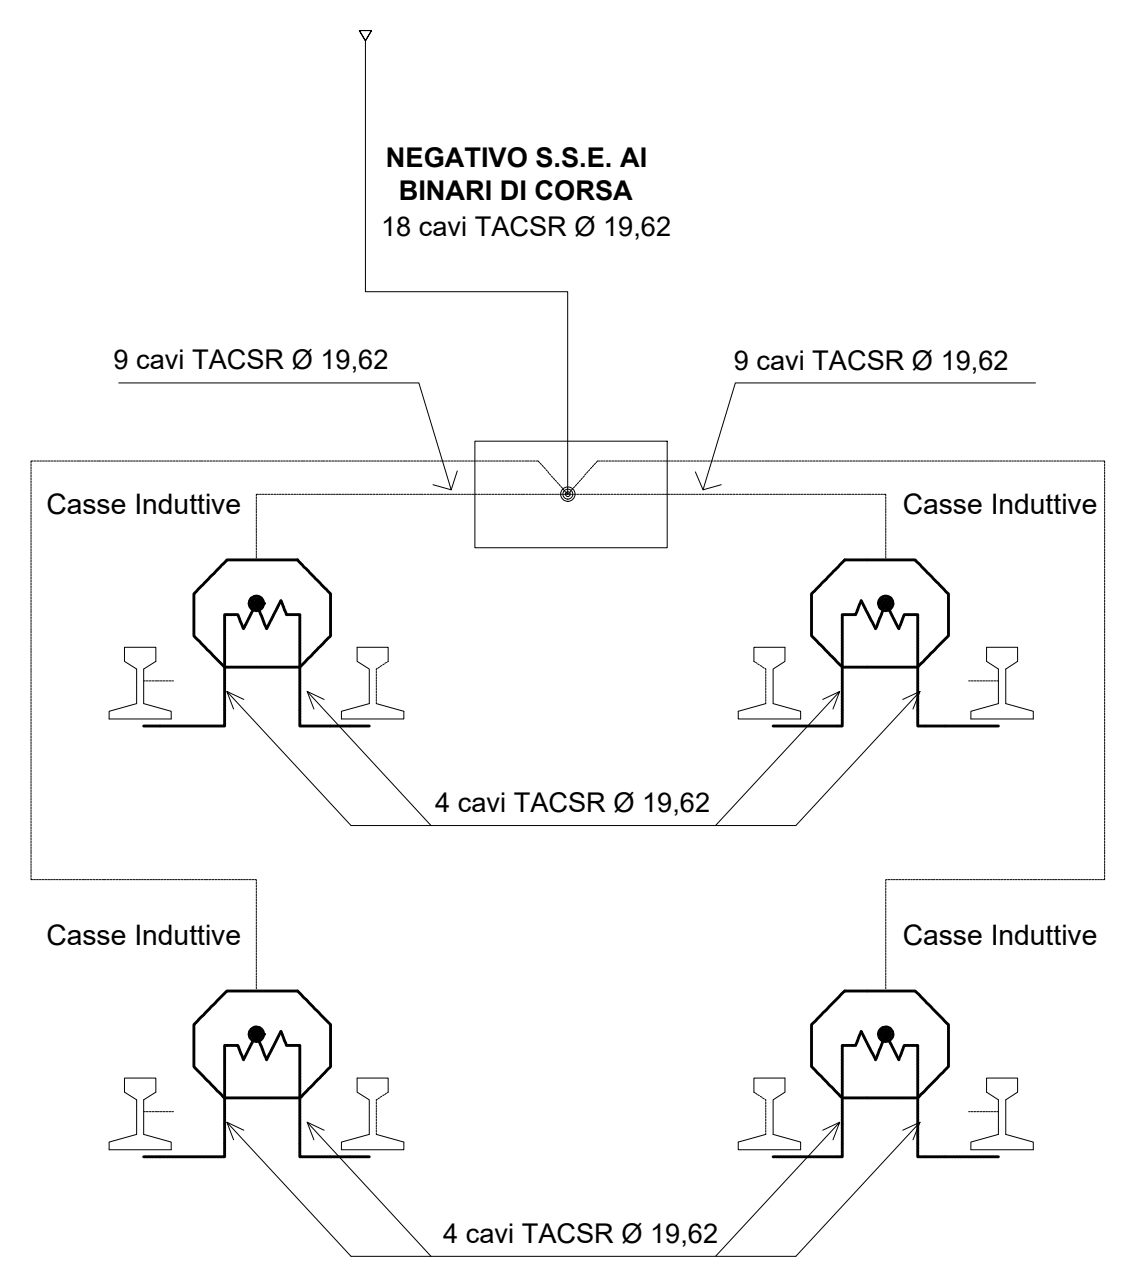 NEGATIVO S.S.E. AI
BINARI DI CORSA
18 cavi TACSR Ø 19,62
9 cavi TACSR Ø 19,62
9 cavi TACSR Ø 19,62
Casse Induttive
Casse Induttive
4 cavi TACSR Ø 19,62
Casse Induttive
Casse Induttive
4 cavi TACSR Ø 19,62